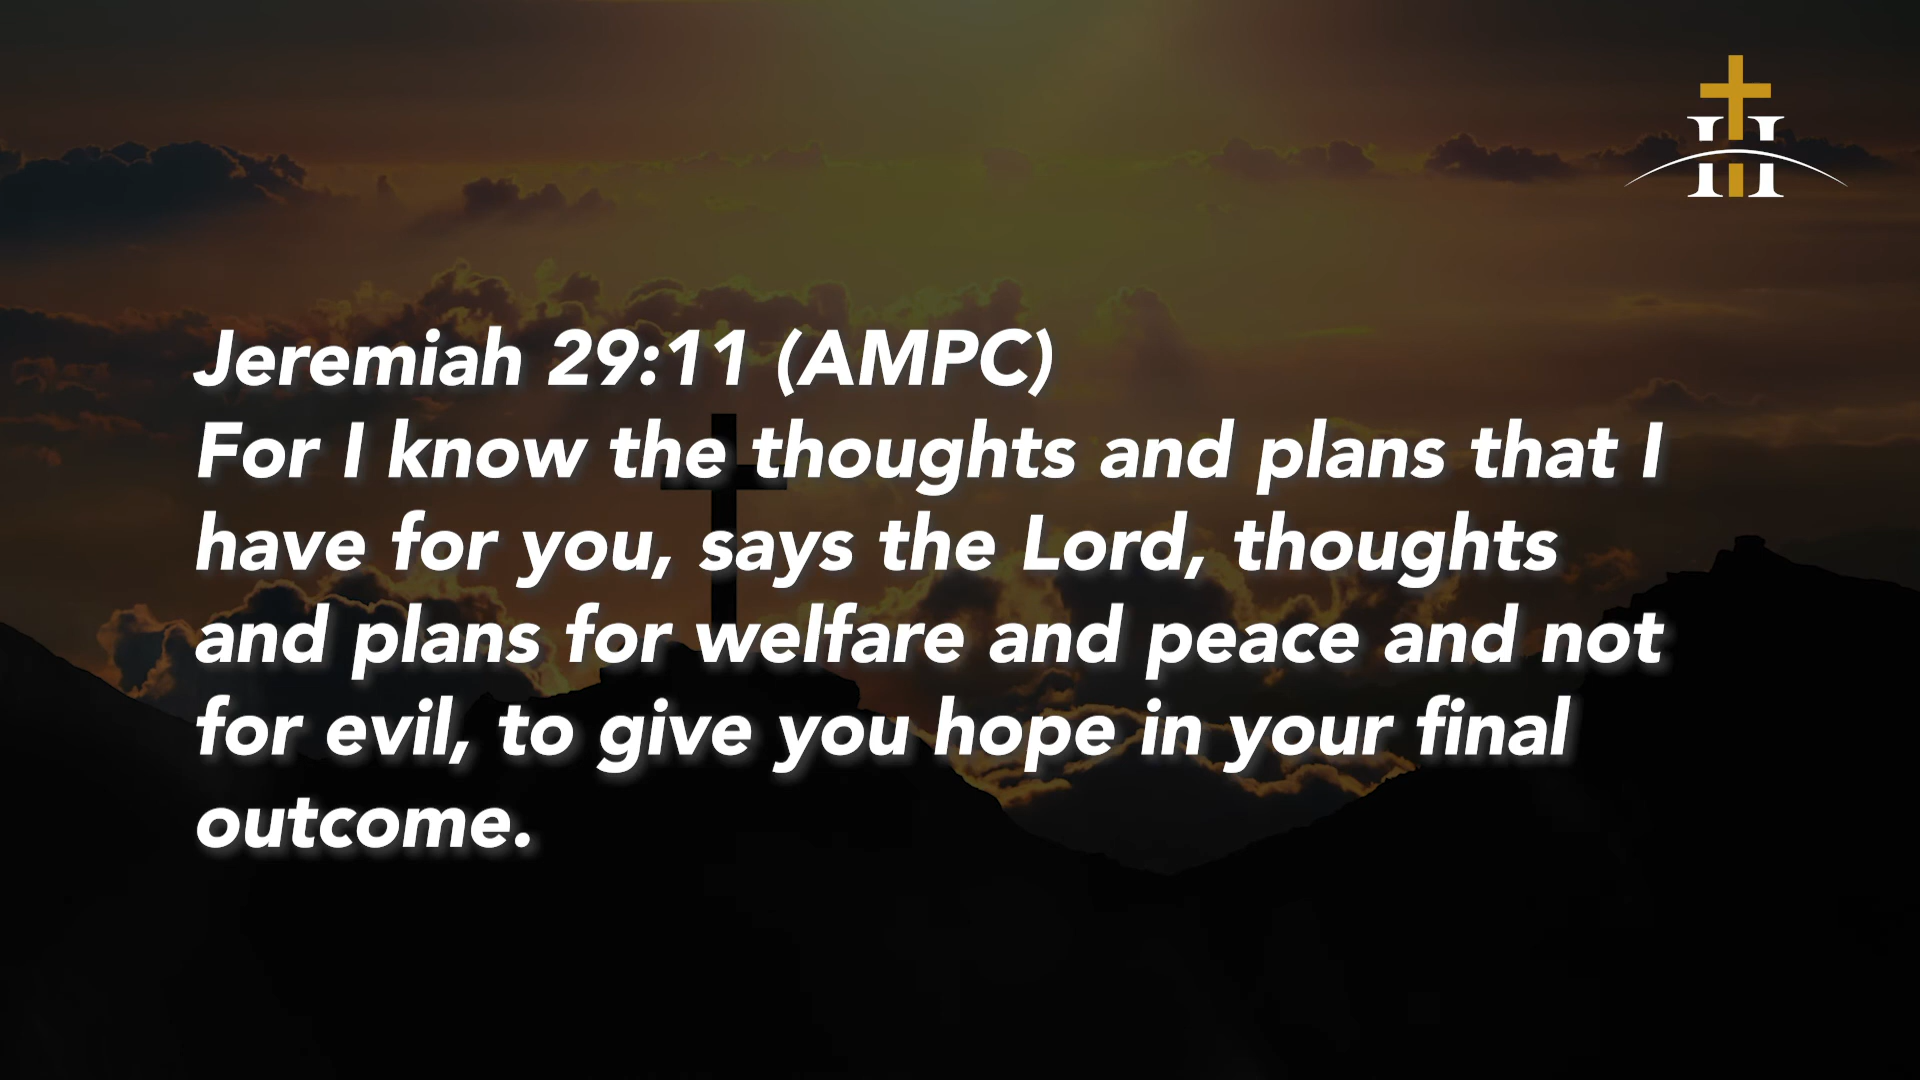 Jeremiah 29:11 (AMPC)
For I know the thoughts and plans that I
have for you, says the Lord, thoughts
and plans for welfare and peace and not
for evil, to give you hope in your final
outcome.